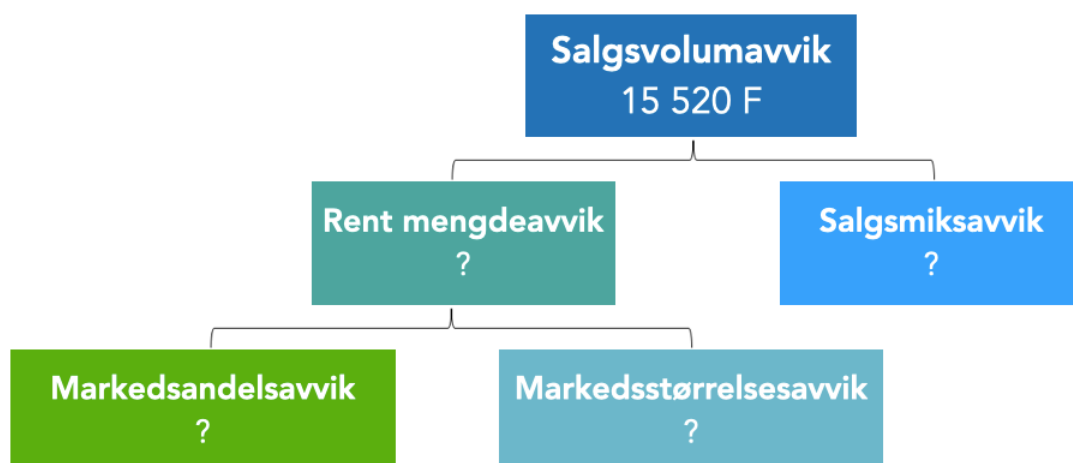 Salgsvolumavvik
15 520 F
Rent mengdeavvik
?
Salgsmiksavvik
?
Markedsandelsavvik
?
Markedsstørrelsesavvik
?